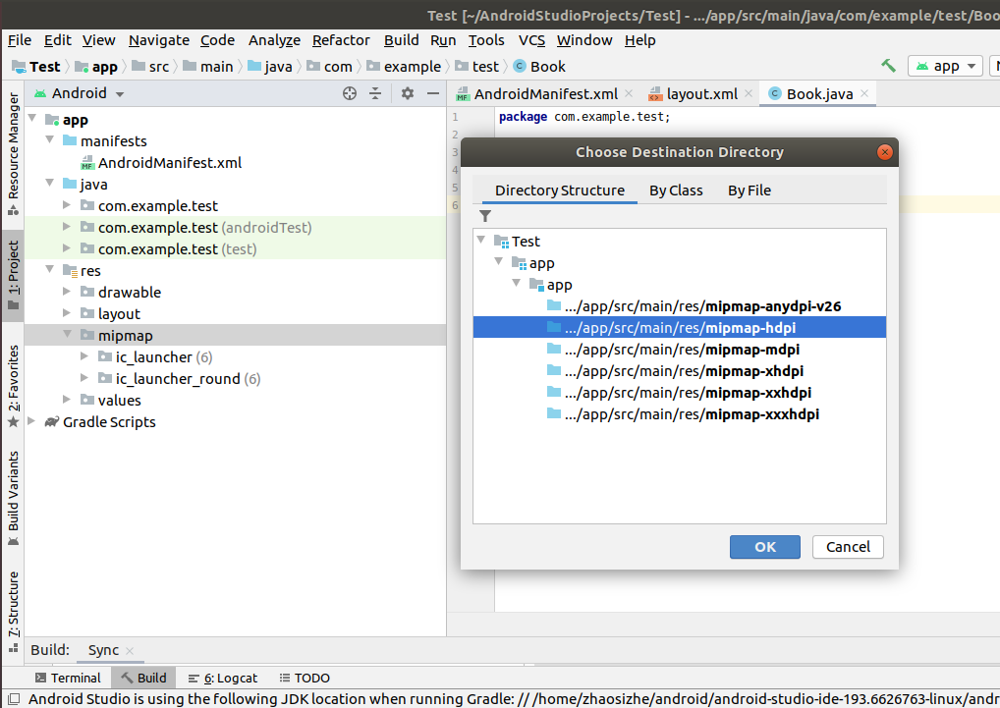 Test [~/AndroidStudioProjects/Test] - .../app/src/main/java/com/example/test/Boo
File Edit View Navigate Code Analyze Refactor Build Run Tools VCS Window Help
Test app src main java com example test Book
app
Android
AndroidManifest.xml layout.xml Book.java
Resource Manager
1: Project
2: Favorites
Build Variants
7: Structure
app
manifests
AndroidManifest.xml
java
com.example.test
com.example.test (androidTest)
com.example.test (test)
res
drawable
layout
mipmap
ic_launcher (6)
ic_launcher_round (6)
values
Gradle Scripts
1 package com.example.test;
2
3
4
5
6
Choose Destination Directory
Directory Structure By Class By File
Test
app
app
.../app/src/main/res/mipmap-anydpi-v26
.../app/src/main/res/mipmap-hdpi
.../app/src/main/res/mipmap-mdpi
.../app/src/main/res/mipmap-xhdpi
.../app/src/main/res/mipmap-xxhdpi
.../app/src/main/res/mipmap-xxxhdpi
OK Cancel
Build: Sync
Terminal Build 6: Logcat TODO
Android Studio is using the following JDK location when running Gradle: // /home/zhaosizhe/android/android-studio-ide-193.6626763-linux/andr